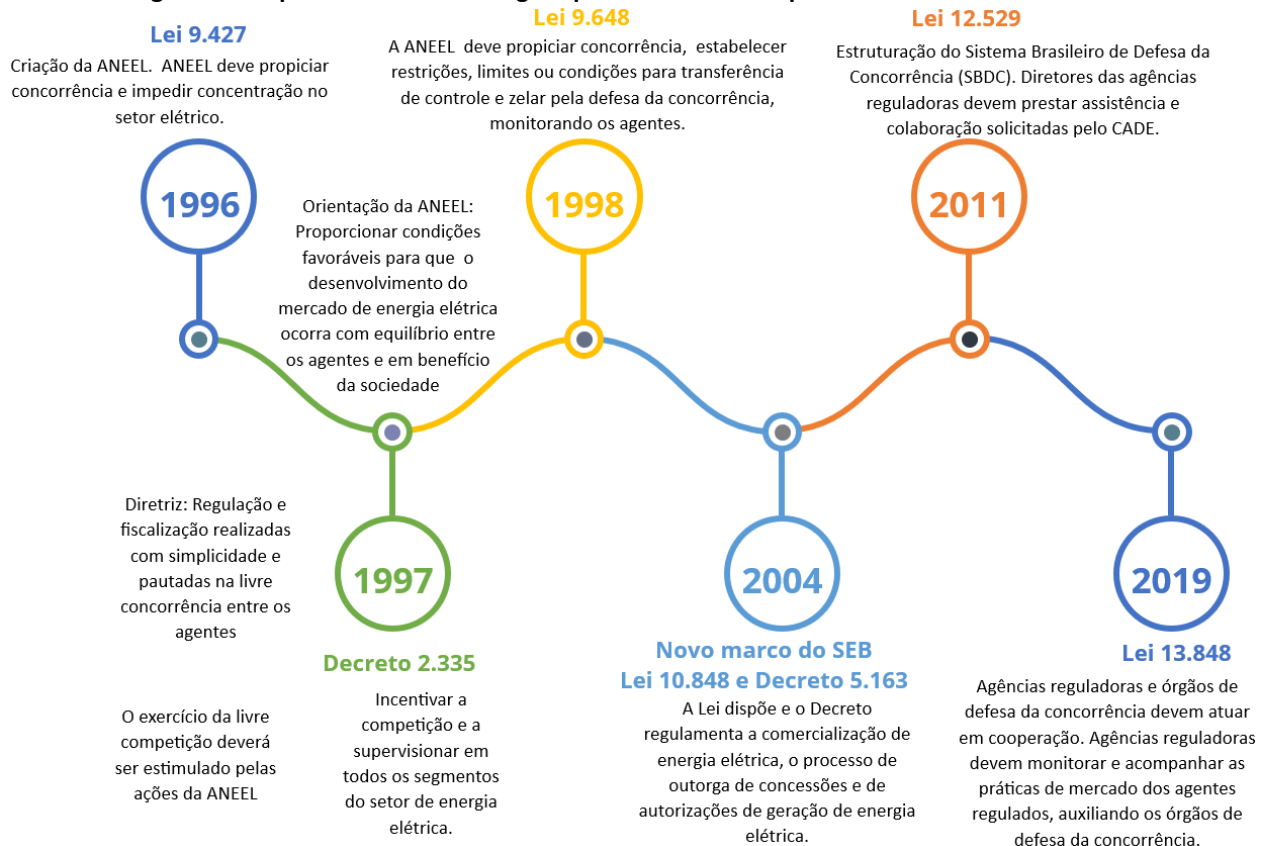 Lei 9.427
Criação da ANEEL. ANEEL deve propiciar
concorrência e impedir concentração no
setor elétrico.
1996
Lei 9.648
A ANEEL deve propiciar concorrência, estabelecer
restrições, limites ou condições para transferência
de controle e zelar pela defesa da concorrência,
monitorando os agentes.
1998
Lei 12.529
Estruturação do Sistema Brasileiro de Defesa da
Concorrência (SBDC). Diretores das agências
reguladoras devem prestar assistência e
colaboração solicitadas pelo CADE.
2011
Orientação da ANEEL:
Proporcionar condições
favoráveis para que o
desenvolvimento do
mercado de energia elétrica
ocorra com equilíbrio entre
os agentes e em benefício
da sociedade
Diretriz: Regulação e
fiscalização realizadas
com simplicidade e
pautadas na livre
concorrência entre os
agentes
O exercício da livre
competição deverá
ser estimulado pelas
ações da ANEEL
1997
Decreto 2.335
Incentivar a
competição e a
supervisionar em
todos os segmentos
do setor de energia
elétrica.
2004
Novo marco do SEB
Lei 10.848 e Decreto 5.163
A Lei dispõe e o Decreto
regulamenta a comercialização de
energia elétrica, o processo de
outorga de concessões e de
autorizações de geração de energia
elétrica.
2019
Lei 13.848
Agências reguladoras e órgãos de
defesa da concorrência devem atuar
em cooperação. Agências reguladoras
devem monitorar e acompanhar as
práticas de mercado dos agentes
regulados, auxiliando os órgãos de
defesa da concorrência.